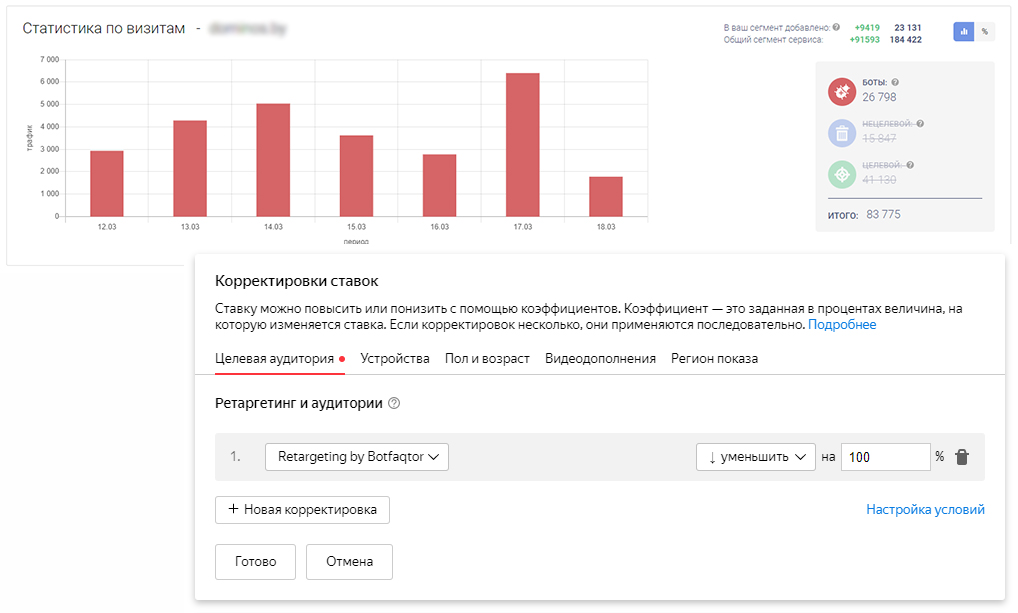 Статистика по визитам -
В ваш сегмент добавлено: ? +9419 23 131
Общий сегмент сервиса: +91593 184 422
%
7 000
6 000
5 000
4 000
3 000
2 000
1 000
0
трафик
12.03 13.03 14.03 15.03 16.03 17.03 18.03
период
БОТЫ: ?
26 798
НЕЦЕЛЕВОЙ: ?
15 847
ЦЕЛЕВОЙ: ?
41 130
ИТОГО: 83 775
Корректировки ставок
Ставку можно повысить или понизить с помощью коэффициентов. Коэффициент — это заданная в процентах величина, на
которую изменяется ставка. Если корректировок несколько, они применяются последовательно. Подробнее
Целевая аудитория Устройства Пол и возраст Видеодополнения Регион показа
Ретаргетинг и аудитории ?
1. Retargeting by Botfaqtor ↓ уменьшить на 100 %
+ Новая корректировка Настройка условий
Готово Отмена